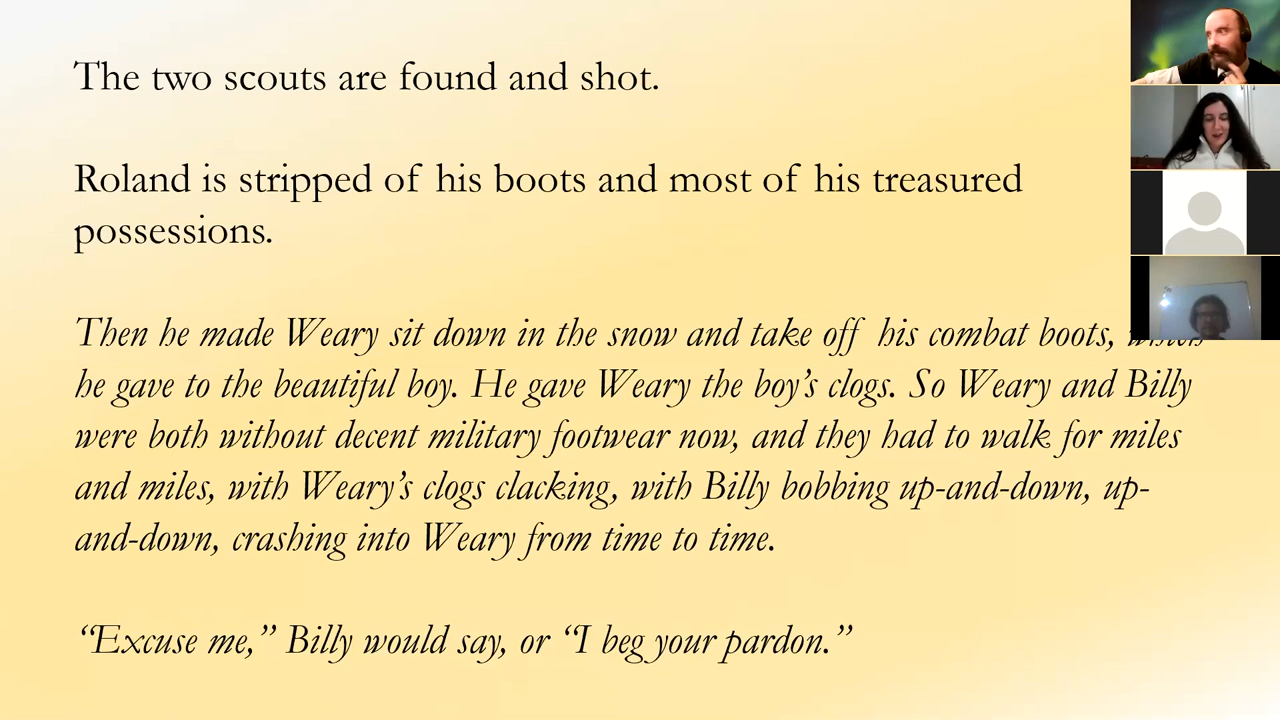 The two scouts are found and shot.
Roland is stripped of his boots and most of his treasured
possessions.
Then he made Weary sit down in the snow and take off his combat boots,
he gave to the beautiful boy. He gave Weary the boy’s clogs. So Weary and Billy
were both without decent military footwear now, and they had to walk for miles
and miles, with Weary’s clogs clacking, with Billy bobbing up-and-down, up-
and-down, crashing into Weary from time to time.
“Excuse me,” Billy would say, or “I beg your pardon.”